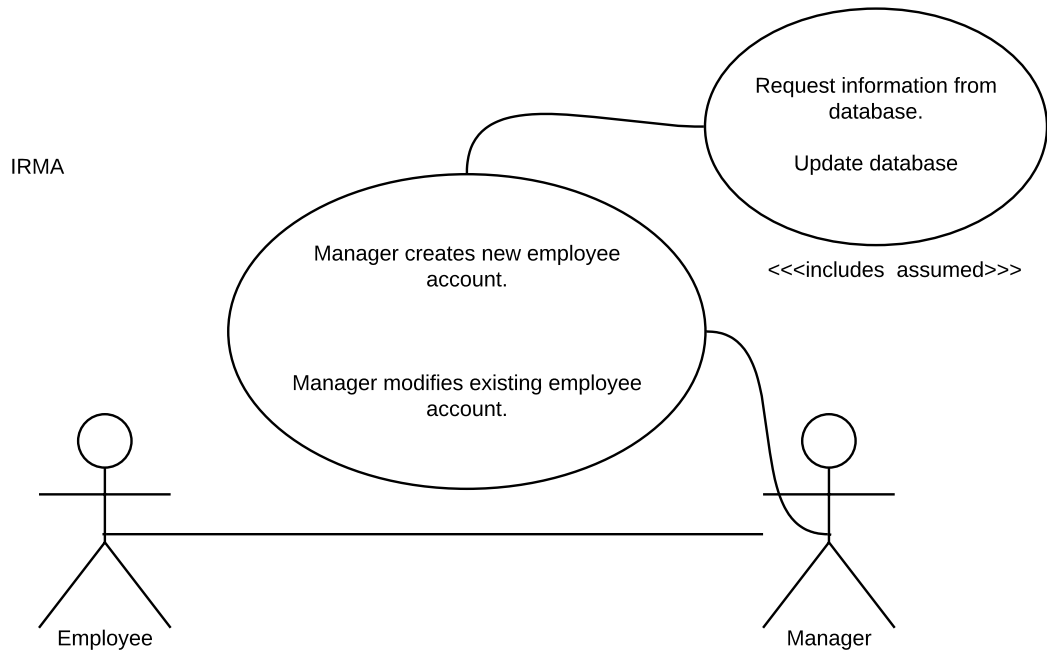 Request information from
database.
Update database
IRMA
Manager creates new employee
account.
<<<includes  assumed>>>
Manager modifies existing employee
account.
Employee
Manager